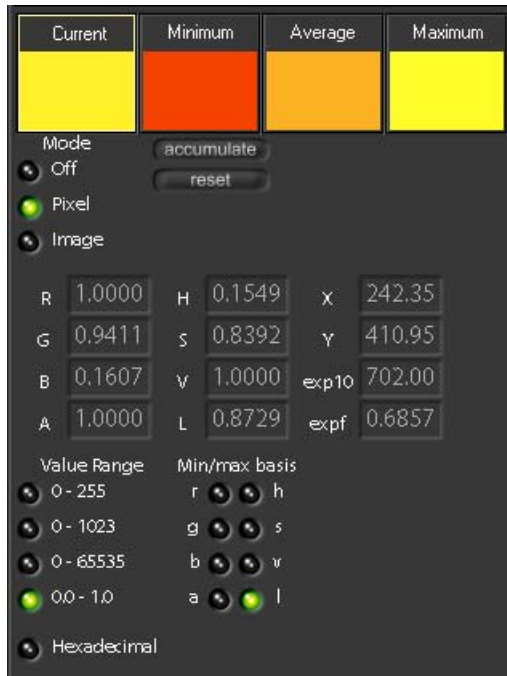 Current Minimum Average Maximum
Mode accumulate
Off reset
Pixel
Image
R 1.0000 H 0.1549 X 242.35
G 0.9411 S 0.8392 Y 410.95
B 0.1607 V 1.0000 exp10 702.00
A 1.0000 L 0.8729 expf 0.6857
Value Range Min/max basis
0 - 255 r h
0 - 1023 g s
0 - 65535 b v
0.0 - 1.0 a l
Hexadecimal